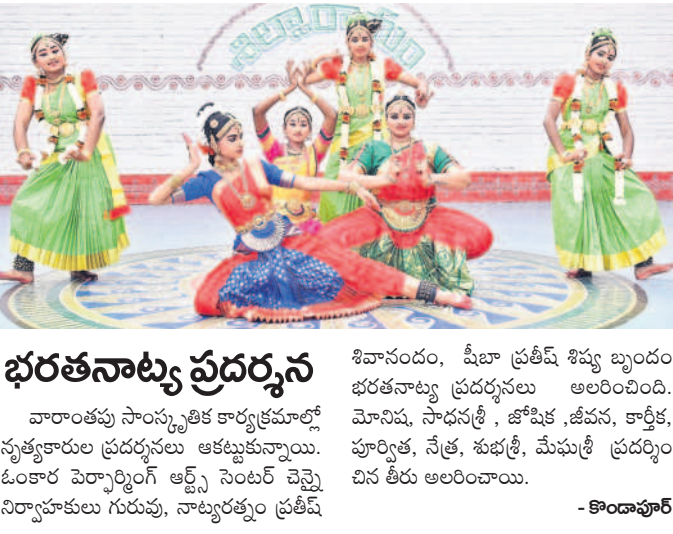 శిల్పారామం
భరతనాట్య ప్రదర్శన
వారాంతపు సాంస్కృతిక కార్యక్రమాల్లో
నృత్యకారుల ప్రదర్శనలు ఆకట్టుకున్నాయి.
ఓంకార పెర్ఫార్మింగ్ ఆర్ట్స్ సెంటర్ చెన్నై
నిర్వాహకులు గురువు, నాట్యరత్నం ప్రతీష్
శివానందం, షీబా ప్రతీష్ శిష్య బృందం
భరతనాట్య ప్రదర్శనలు అలరించింది.
మోనిష, సాధనశ్రీ , జోషిక ,జీవన, కార్తీక,
పూర్విత, నేత్ర, శుభశ్రీ, మేఘశ్రీ ప్రదర్శిం
చిన తీరు అలరించాయి.
- కొండాపూర్